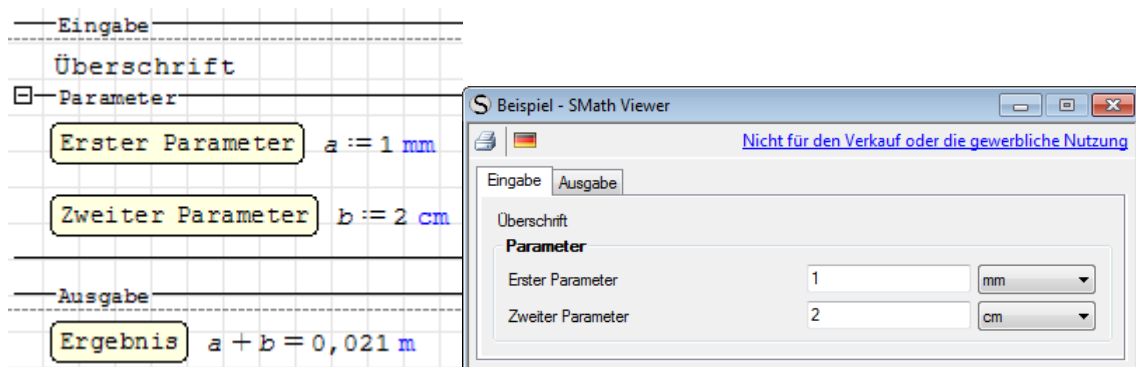 Eingabe
Überschrift
Parameter
Erster Parameter a := 1 mm
Zweiter Parameter b := 2 cm
Ausgabe
Ergebnis a + b = 0,021 m
S Beispiel - SMath Viewer
Nicht für den Verkauf oder die gewerbliche Nutzung
Eingabe Ausgabe
Überschrift
Parameter
Erster Parameter 1 mm
Zweiter Parameter 2 cm